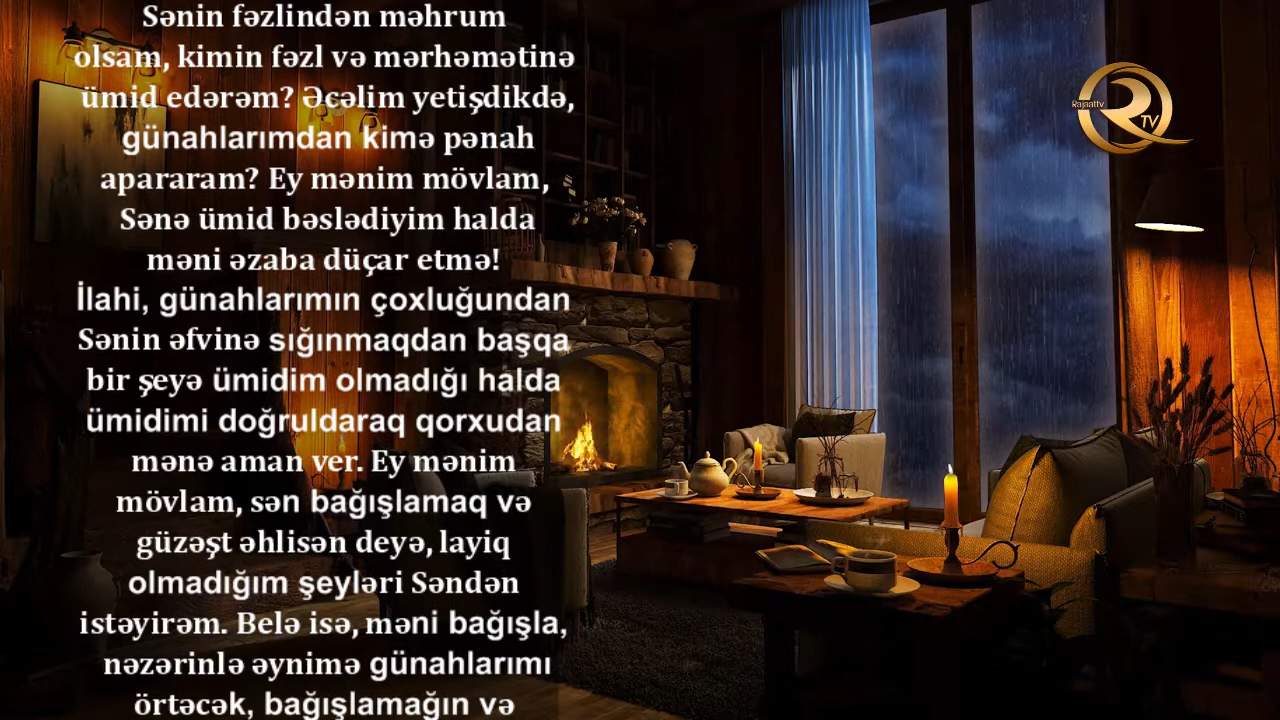 Sənin fəzlindən məhrum
olsam, kimin fəzl və mərhəmətinə
ümid edərəm? Əcəlim yetişdikdə,
günahlarımdan kimə pənah
apararam? Ey mənim mövlam,
Sənə ümid bəslədiyim halda
məni əzaba düçar etmə!
İlahi, günahlarımın çoxluğundan
Sənin əfvinə sığınmaqdan başqa
bir şeyə ümidim olmadığı halda
ümidimi doğruldaraq qorxudan
mənə aman ver. Ey mənim
mövlam, sən bağışlamaq və
güzəşt əhlisən deyə, layiq
olmadığım şeyləri Səndən
istəyirəm. Belə isə, məni bağışla,
nəzərinlə əynimə günahlarımı
örtəcək, bağışlamağın və
Rajaattv
R
TV